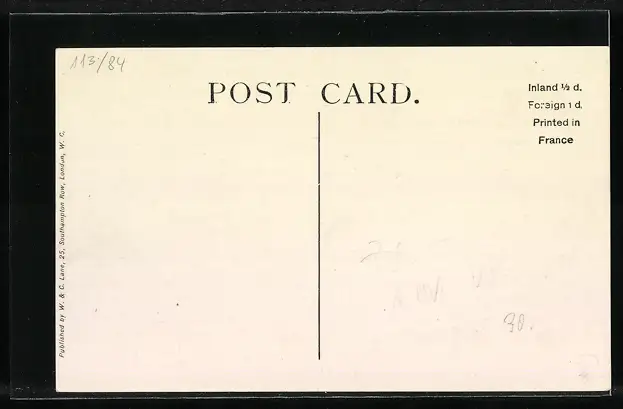 113/84
POST CARD.
Inland ½ d.
Foreign 1 d.
Printed in
France
Published by W. & C. Lane, 25, Southampton Row, London, W. C.
30.